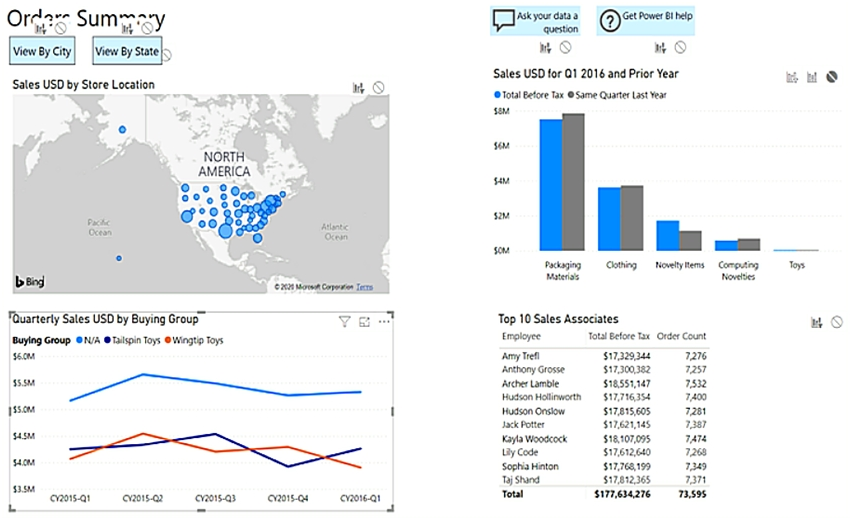 Orders Summary
View By City
View By State
Ask your data a
question
Get Power BI help
Sales USD by Store Location
NORTH
AMERICA
Pacific
Ocean
Atlantic
Ocean
Bing
© 2020 Microsoft Corporation Terms
Sales USD for Q1 2016 and Prior Year
Total Before Tax Same Quarter Last Year
$8M
$6M
$4M
$2M
$0M
Packaging
Materials
Clothing
Novelty Items
Computing
Novelties
Toys
Quarterly Sales USD by Buying Group
Buying Group N/A Tailspin Toys Wingtip Toys
$6.0M
$5.5M
$5.0M
$4.5M
$4.0M
$3.5M
CY2015-Q1 CY2015-Q2 CY2015-Q3 CY2015-Q4 CY2016-Q1
Top 10 Sales Associates
Employee Total Before Tax Order Count
Amy Trefl $17,329,344 7,276
Anthony Grosse $17,300,382 7,257
Archer Lamble $18,551,147 7,532
Hudson Hollinworth $17,716,354 7,400
Hudson Onslow $17,815,605 7,281
Jack Potter $17,621,145 7,387
Kayla Woodcock $18,107,095 7,474
Lily Code $17,612,640 7,268
Sophia Hinton $17,768,199 7,349
Taj Shand $17,812,365 7,371
Total $177,634,276 73,595